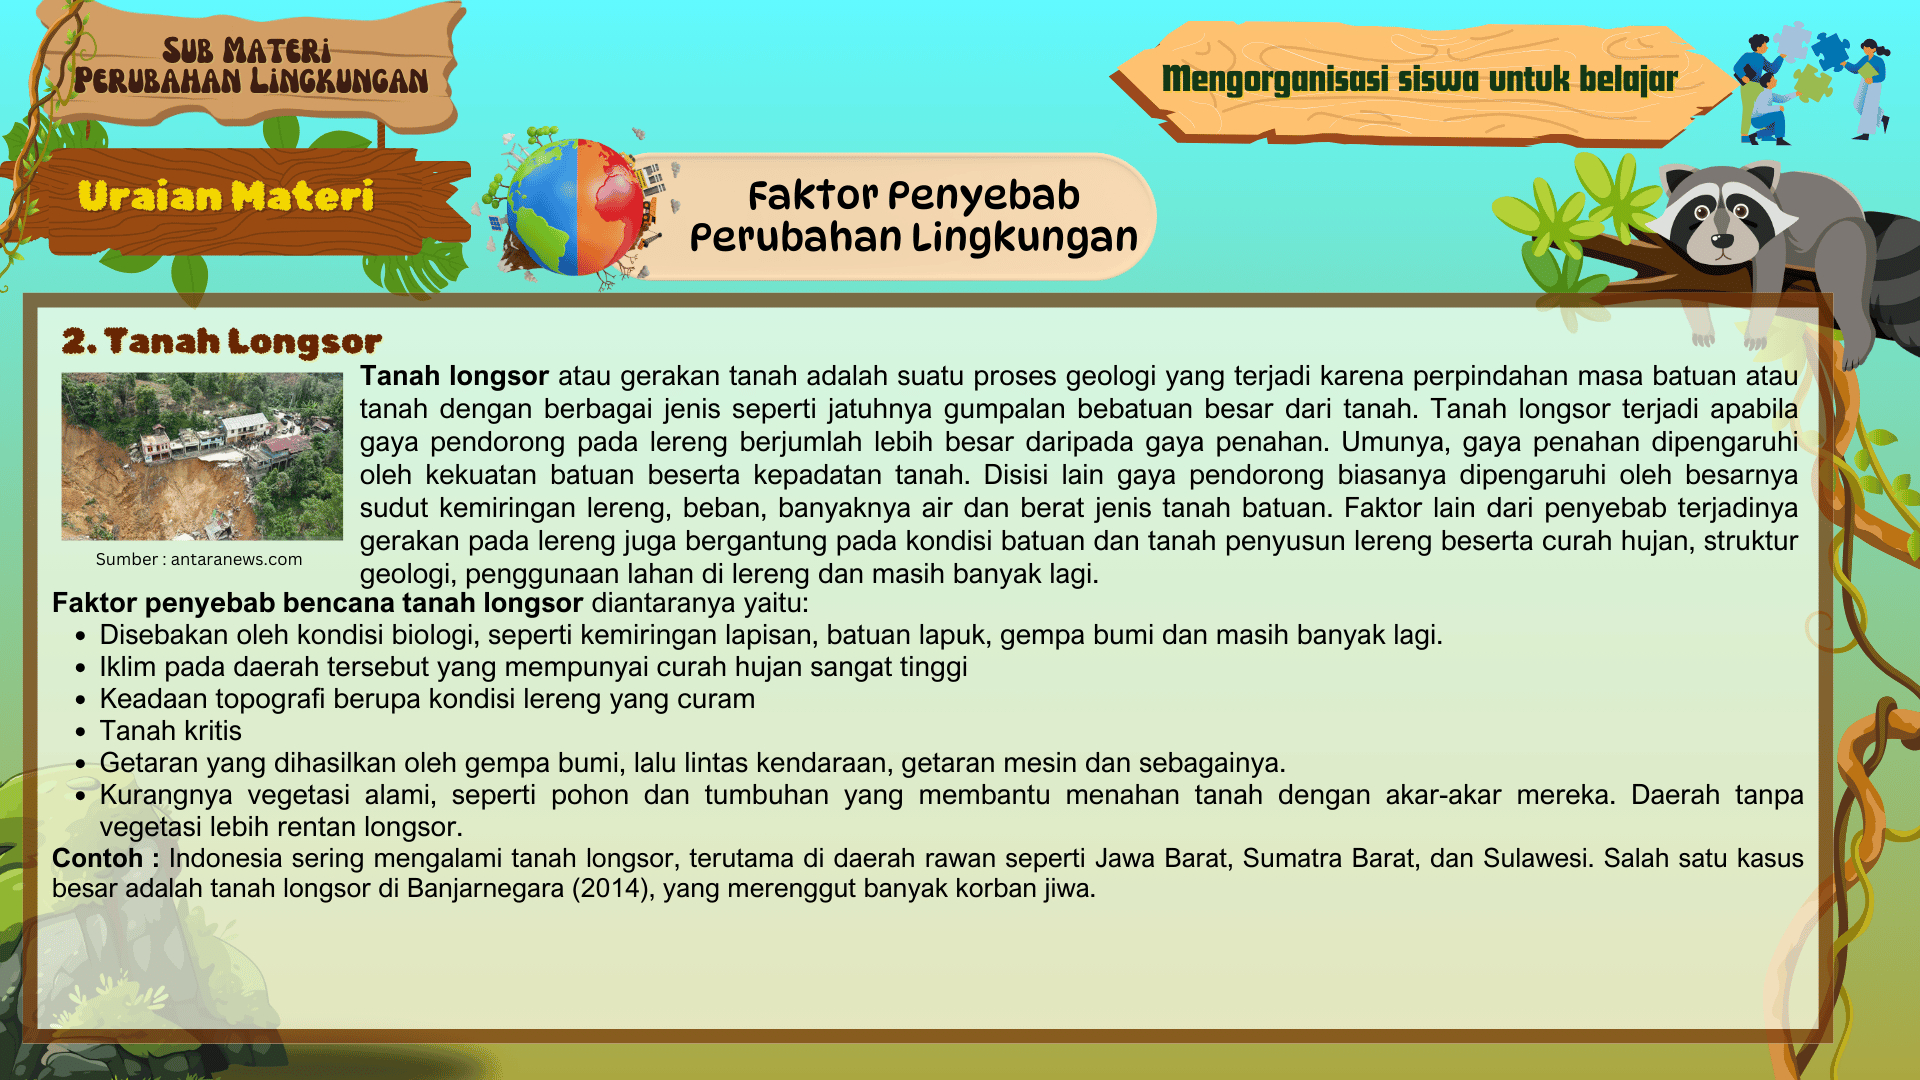 Sub Materi
Perubahan Lingkungan
Mengorganisasi siswa untuk belajar
Uraian Materi
Faktor Penyebab
Perubahan Lingkungan
2. Tanah Longsor
Tanah longsor atau gerakan tanah adalah suatu proses geologi yang terjadi karena perpindahan masa batuan atau
tanah dengan berbagai jenis seperti jatuhnya gumpalan bebatuan besar dari tanah. Tanah longsor terjadi apabila
gaya pendorong pada lereng berjumlah lebih besar daripada gaya penahan. Umunya, gaya penahan dipengaruhi
oleh kekuatan batuan beserta kepadatan tanah. Disisi lain gaya pendorong biasanya dipengaruhi oleh besarnya
sudut kemiringan lereng, beban, banyaknya air dan berat jenis tanah batuan. Faktor lain dari penyebab terjadinya
gerakan pada lereng juga bergantung pada kondisi batuan dan tanah penyusun lereng beserta curah hujan, struktur
geologi, penggunaan lahan di lereng dan masih banyak lagi.
Sumber : antaranews.com
Faktor penyebab bencana tanah longsor diantaranya yaitu:
• Disebakan oleh kondisi biologi, seperti kemiringan lapisan, batuan lapuk, gempa bumi dan masih banyak lagi.
• Iklim pada daerah tersebut yang mempunyai curah hujan sangat tinggi
• Keadaan topografi berupa kondisi lereng yang curam
• Tanah kritis
• Getaran yang dihasilkan oleh gempa bumi, lalu lintas kendaraan, getaran mesin dan sebagainya.
• Kurangnya vegetasi alami, seperti pohon dan tumbuhan yang membantu menahan tanah dengan akar-akar mereka. Daerah tanpa
vegetasi lebih rentan longsor.
Contoh : Indonesia sering mengalami tanah longsor, terutama di daerah rawan seperti Jawa Barat, Sumatra Barat, dan Sulawesi. Salah satu kasus
besar adalah tanah longsor di Banjarnegara (2014), yang merenggut banyak korban jiwa.